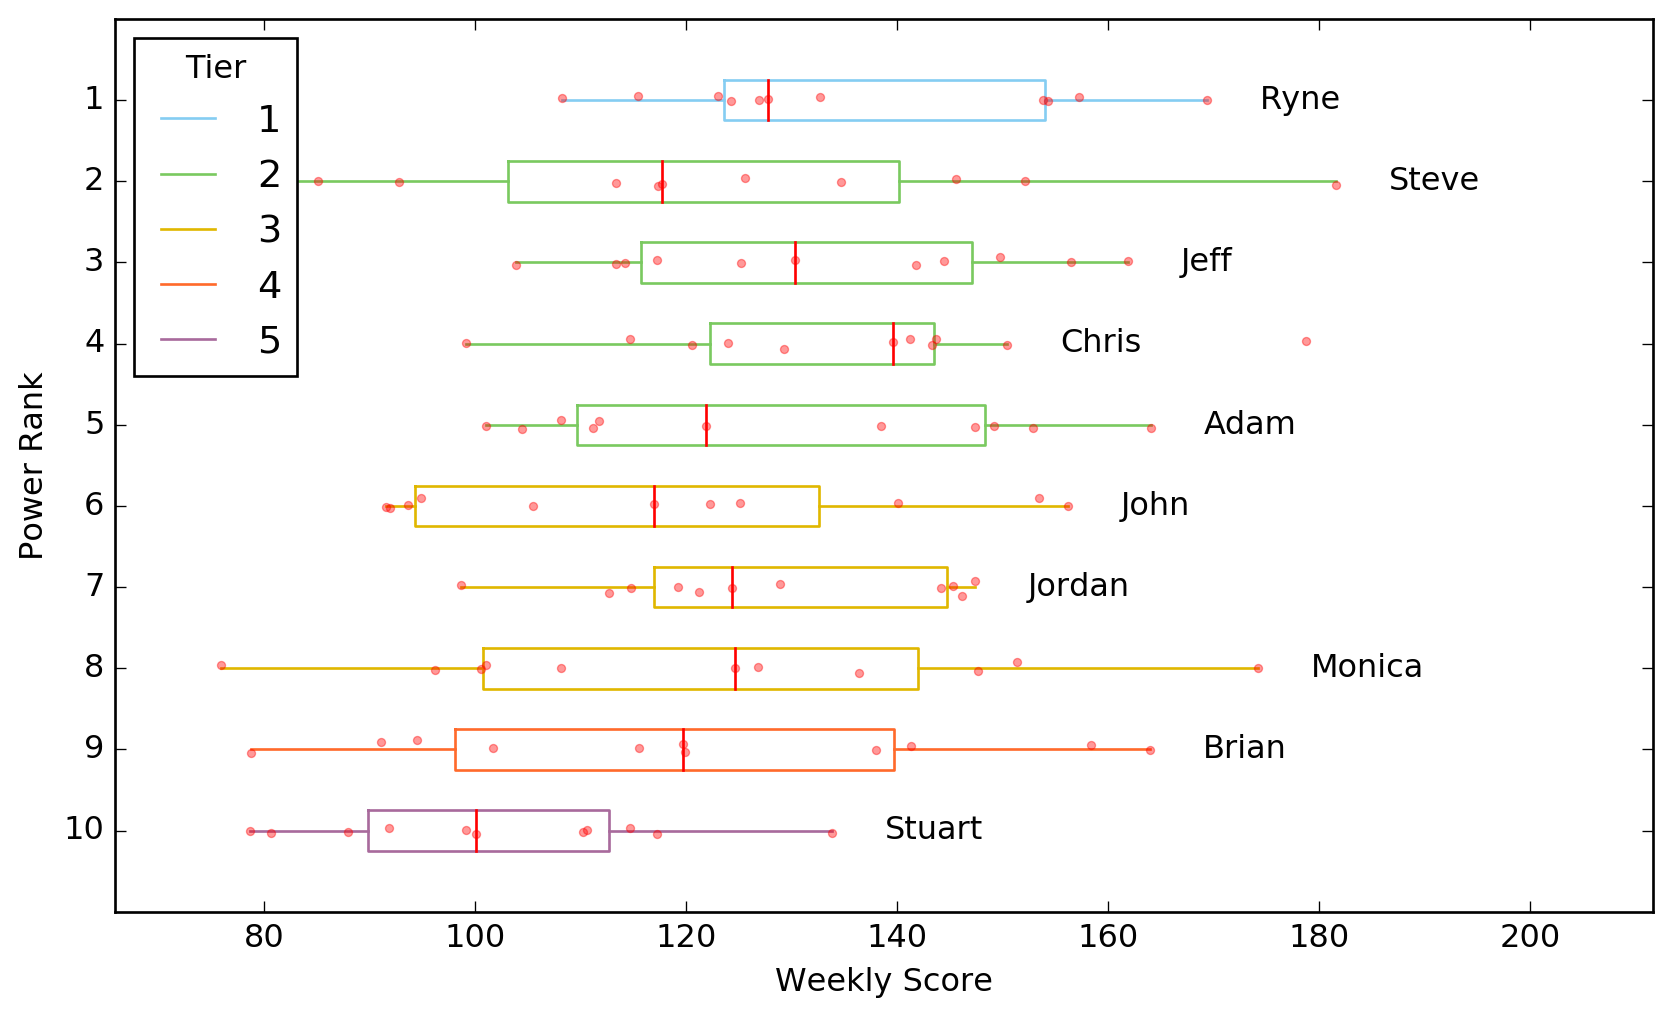 Tier
1
2
3
4
5
Power Rank
1
Ryne
2
Steve
3
Jeff
4
Chris
5
Adam
6
John
7
Jordan
8
Monica
9
Brian
10
Stuart
80 100 120 140 160 180 200
Weekly Score